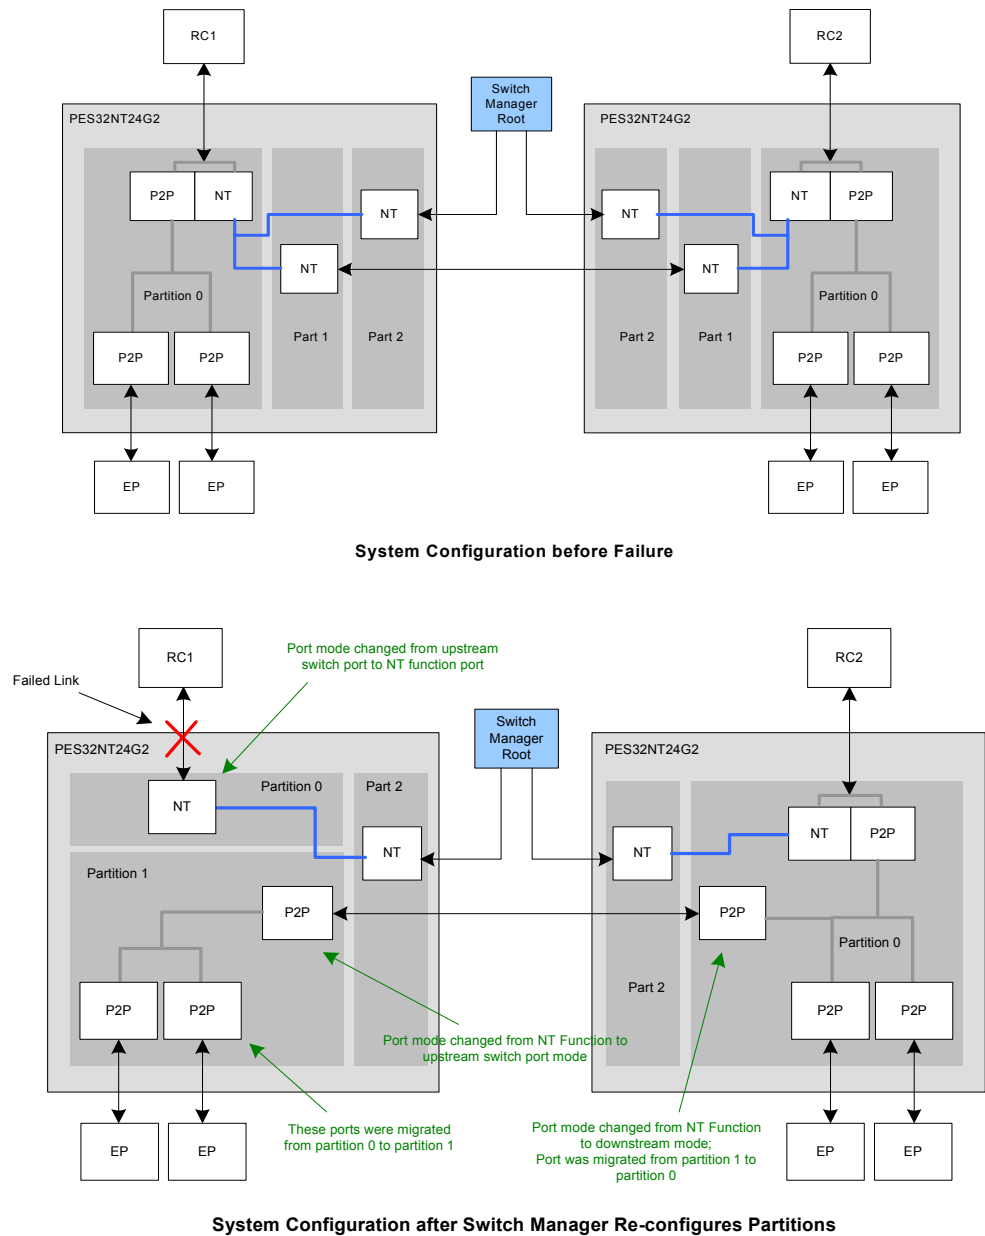 RC1
RC2
Switch
Manager
Root
PES32NT24G2
PES32NT24G2
P2P
NT
NT
NT
NT
P2P
NT
NT
Partition 0
Partition 0
Part 1
Part 2
Part 2
Part 1
P2P
P2P
P2P
P2P
EP
EP
EP
EP
System Configuration before Failure
Port mode changed from upstream
switch port to NT function port
RC1
RC2
Failed Link
Switch
Manager
Root
PES32NT24G2
PES32NT24G2
Partition 0
Part 2
NT
NT
P2P
NT
NT
Partition 1
P2P
P2P
Partition 0
Part 2
P2P
P2P
P2P
P2P
Port mode changed from NT Function to
upstream switch port mode
These ports were migrated
from partition 0 to partition 1
Port mode changed from NT Function
to downstream mode;
Port was migrated from partition 1 to
partition 0
EP
EP
EP
EP
System Configuration after Switch Manager Re-configures Partitions